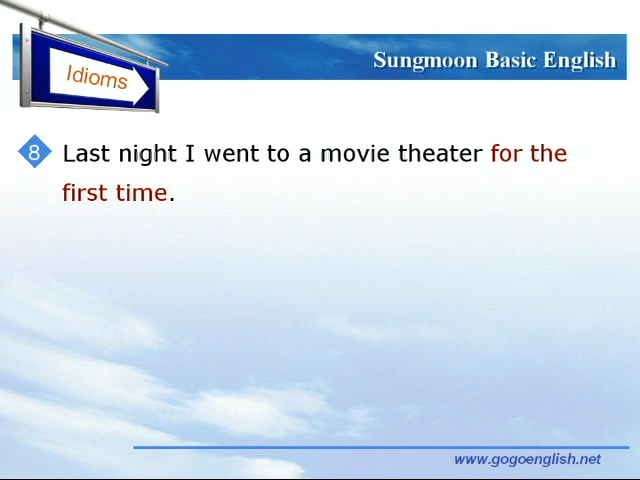 Idioms
Sungmoon Basic English
8 Last night I went to a movie theater for the
first time.
www.gogoenglish.net